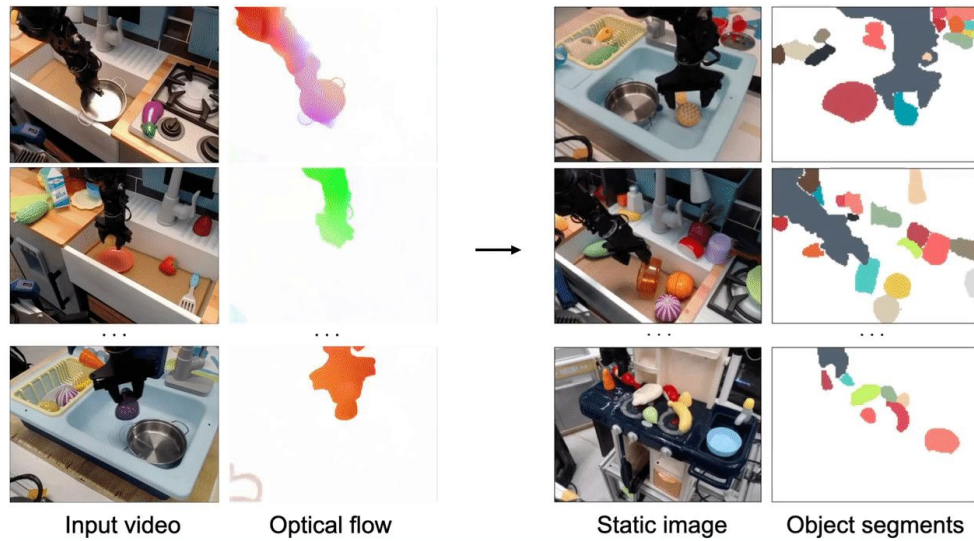 ...
...
...
...
Input video
Optical flow
Static image
Object segments